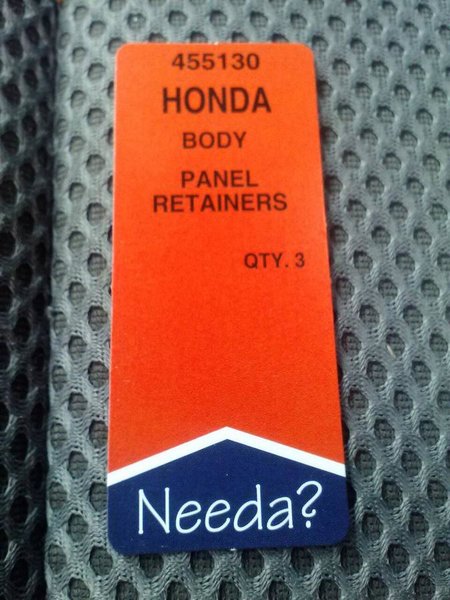 455130
HONDA
BODY
PANEL
RETAINERS
QTY. 3
Needa?